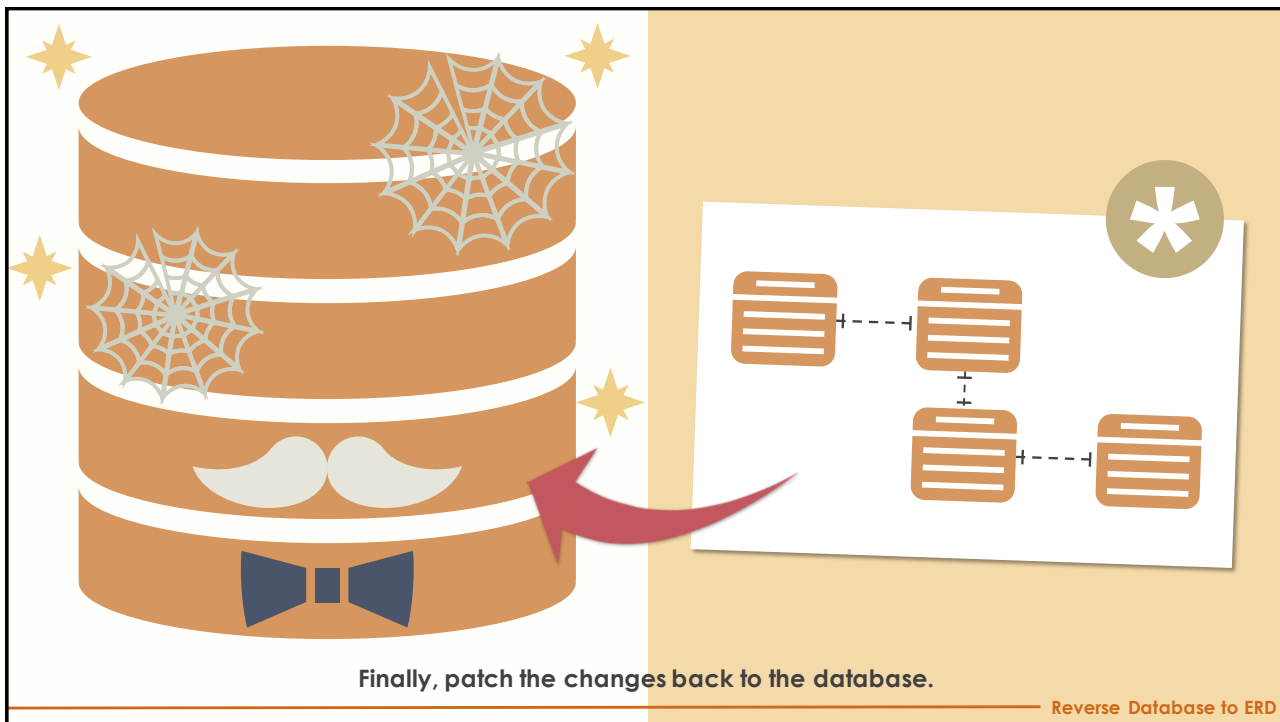 Finally, patch the changes back to the database.
Reverse Database to ERD